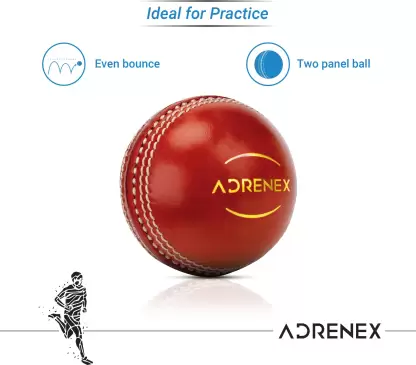 Ideal for Practice
Even bounce
Two panel ball
ADRENEX
ADRENEX